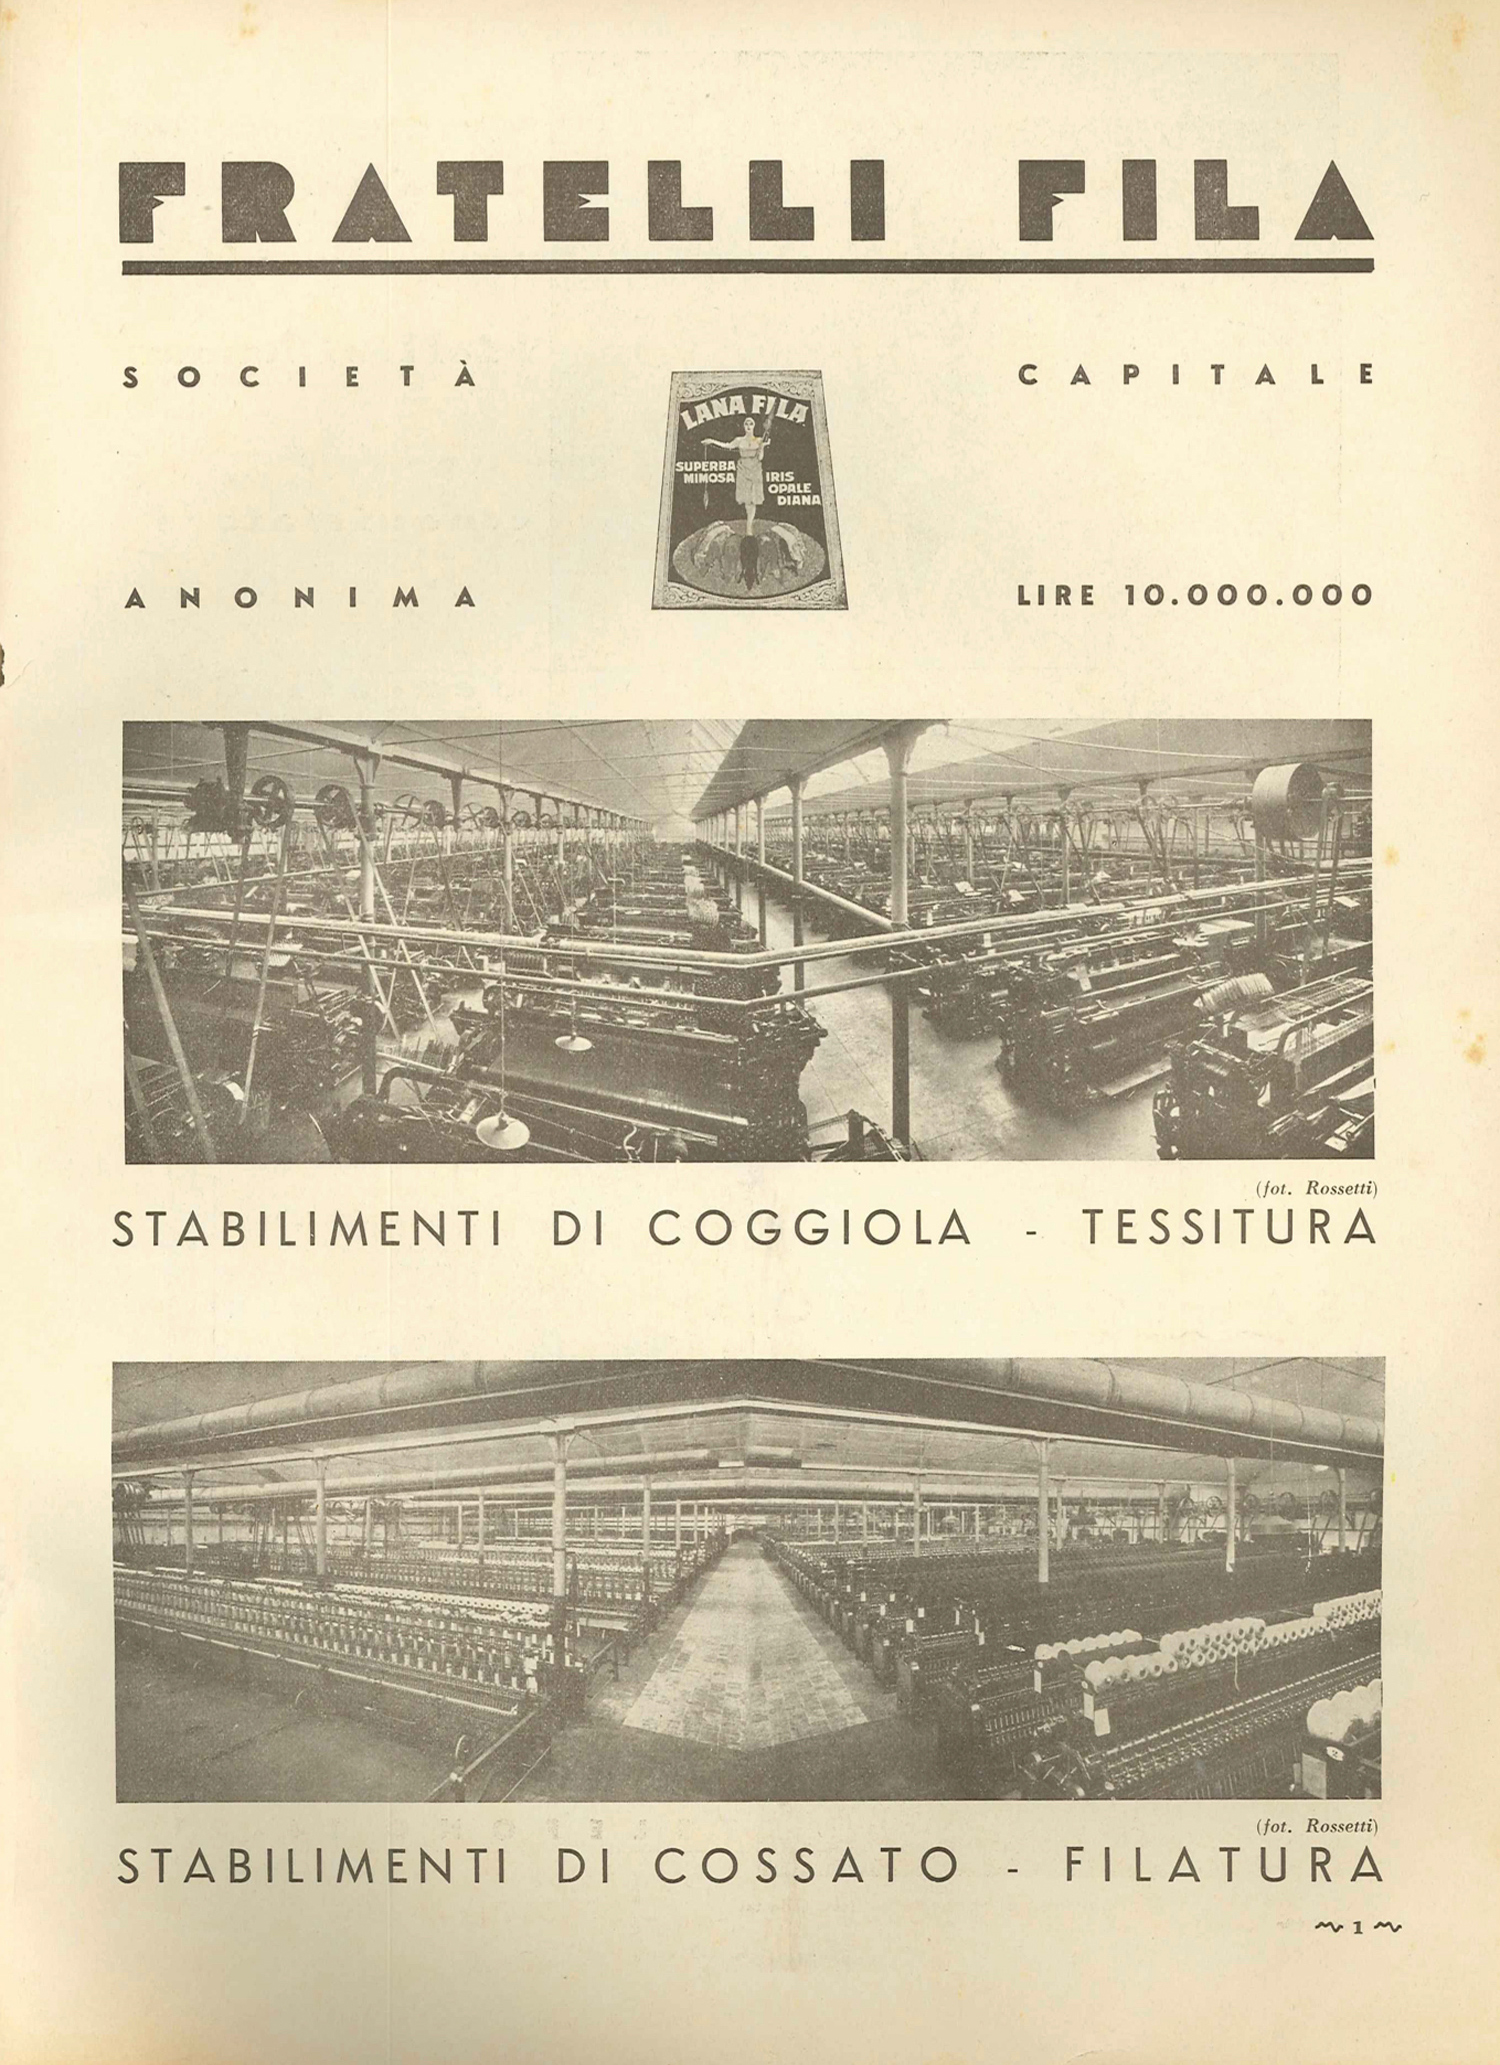 FRATELLI FILA
SOCIETÀ
ANONIMA
LANA FILA
SUPERBA
MIMOSA
IRIS
OPALE
DIANA
CAPITALE
LIRE 10.000.000
(fot. Rossetti)
STABILIMENTI DI COGGIOLA - TESSITURA
(fot. Rossetti)
STABILIMENTI DI COSSATO - FILATURA
1